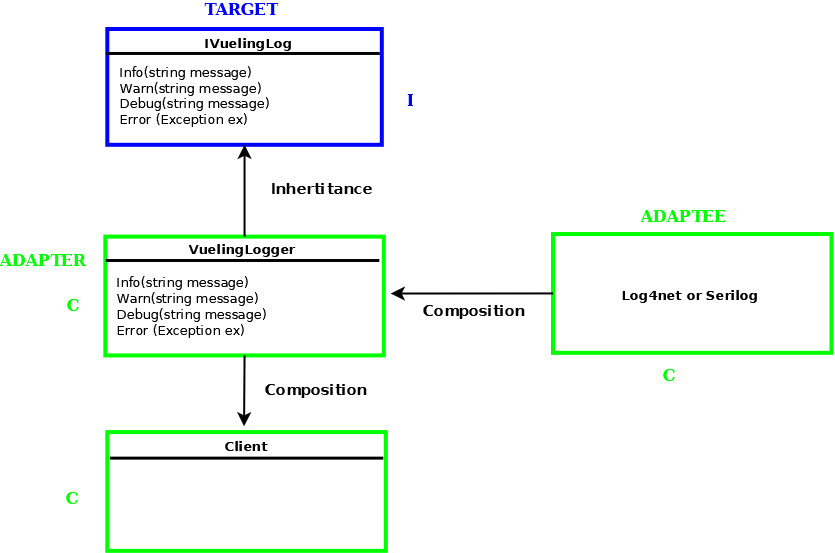 TARGET
IVuelingLog
Info(string message)
Warn(string message)
Debug(string message)
Error (Exception ex)
I
Inhertitance
ADAPTEE
ADAPTER
VuelingLogger
Info(string message)
Warn(string message)
Debug(string message)
Error (Exception ex)
C
Log4net or Serilog
Composition
C
Composition
Client
C